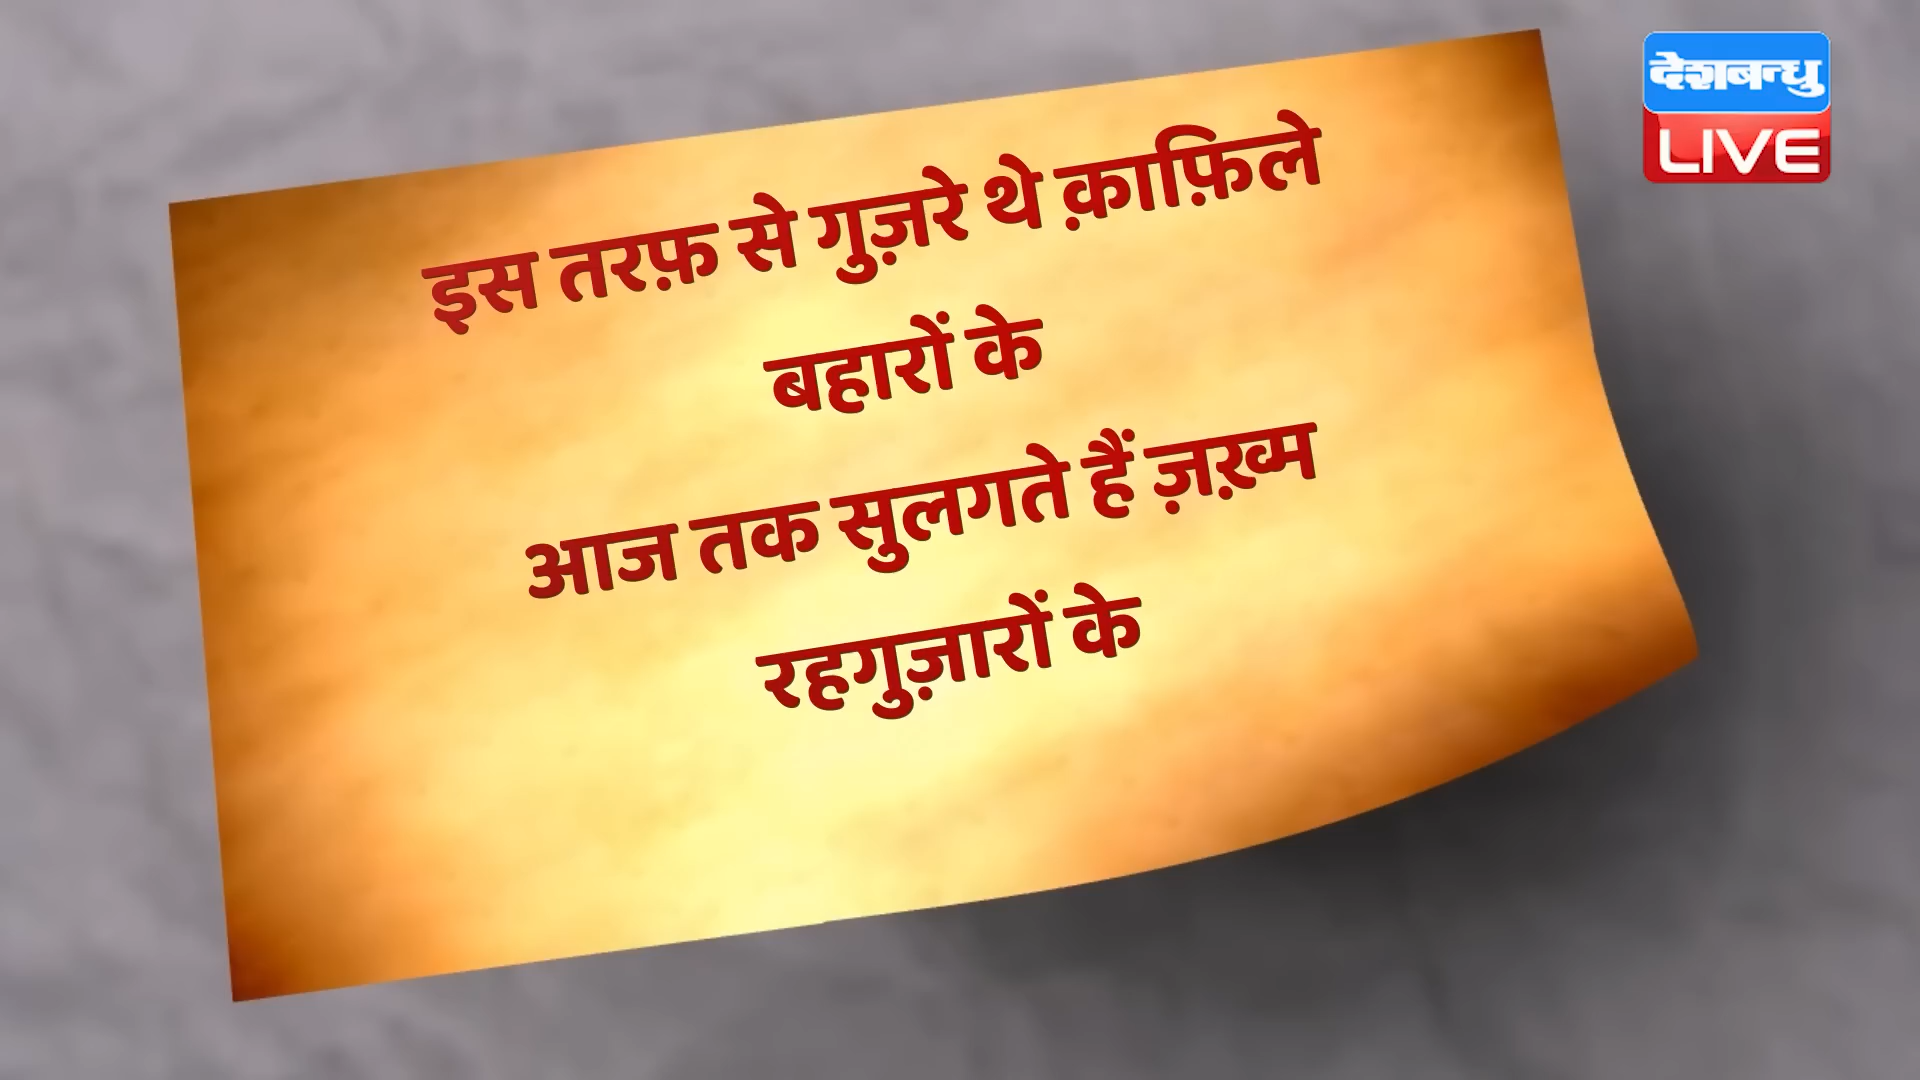 देशबन्धु
LIVE
इस तरफ़ से गुज़रे थे क़ाफ़िले
बहारों के
आज तक सुलगते हैं ज़ख़्म
रहगुज़ारों के